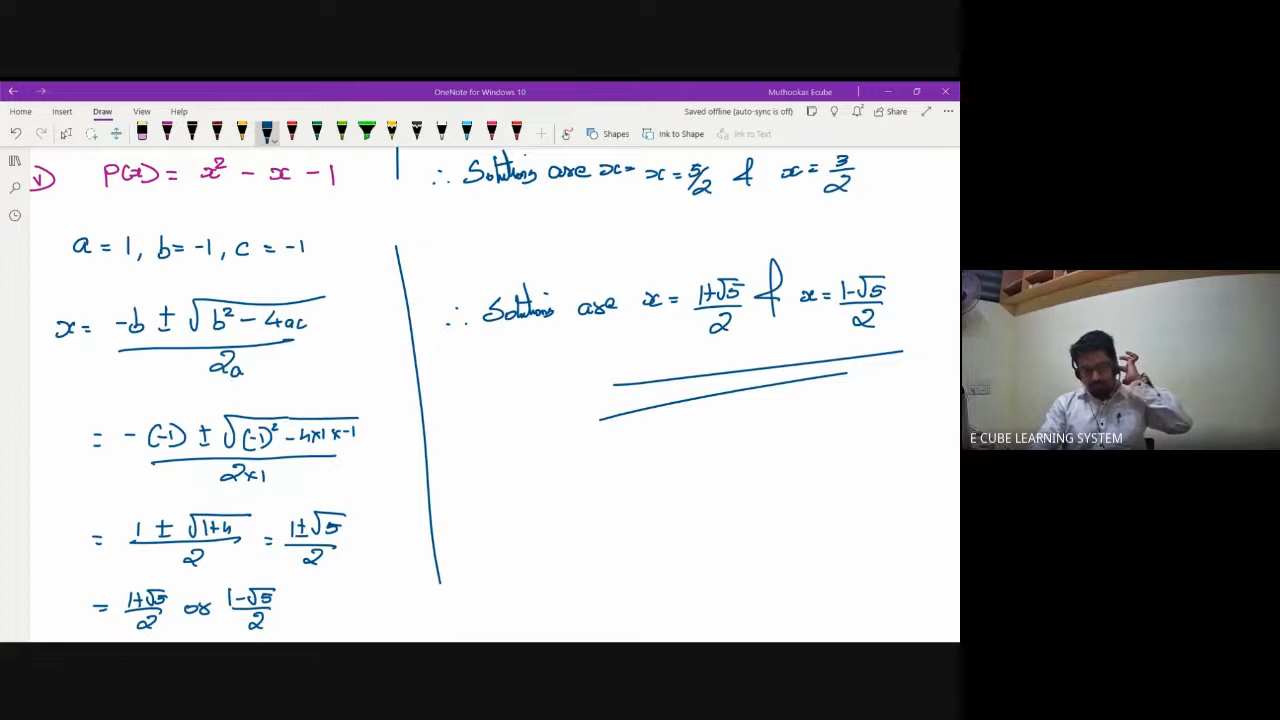 OneNote for Windows 10
Muthookas Ecube
Home Insert Draw View Help
Saved offline (auto-sync is off)
Share
Shapes
Ink to Shape
Ink to Text
v) P(x) = x² - x - 1
a = 1, b = -1, c = -1
x = (-b ± √(b² - 4ac))/2a
= (-(-1) ± √((-1)² - 4×1×-1))/(2×1)
= (1 ± √(1+4))/2 = (1±√5)/2
= (1+√5)/2 or (1-√5)/2
∴ Solutions are x = x = 5/2 & x = 3/2
∴ Solutions are x = (1+√5)/2 & x = (1-√5)/2
E CUBE LEARNING SYSTEM